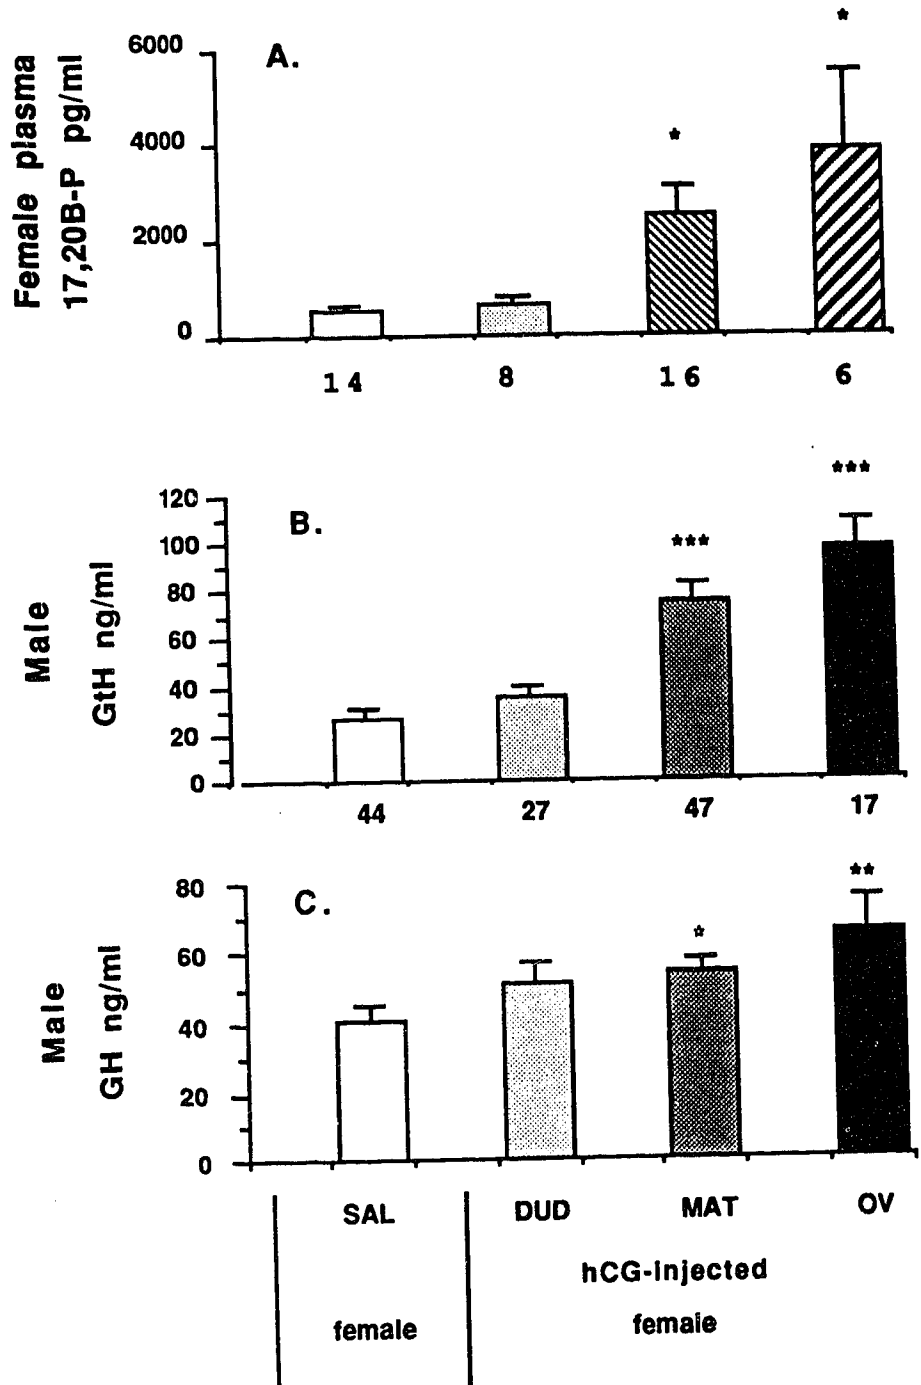 A.
Female plasma
17,20B-P pg/ml
6000
4000
2000
0
*
*
14
8
16
6
B.
Male
GtH ng/ml
120
100
80
60
40
20
0
***
***
44
27
47
17
C.
Male
GH ng/ml
80
60
40
20
0
*
**
SAL
DUD
MAT
OV
hCG-injected
female
female